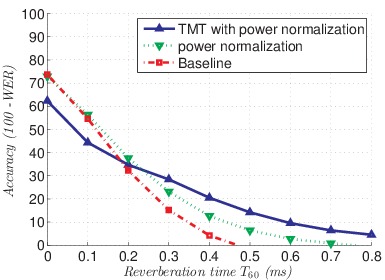 100
90
80
70
60
50
40
30
20
10
0
Accuracy (100 - WER)
TMT with power normalization
power normalization
Baseline
0 0.1 0.2 0.3 0.4 0.5 0.6 0.7 0.8
Reverberation time T60 (ms)